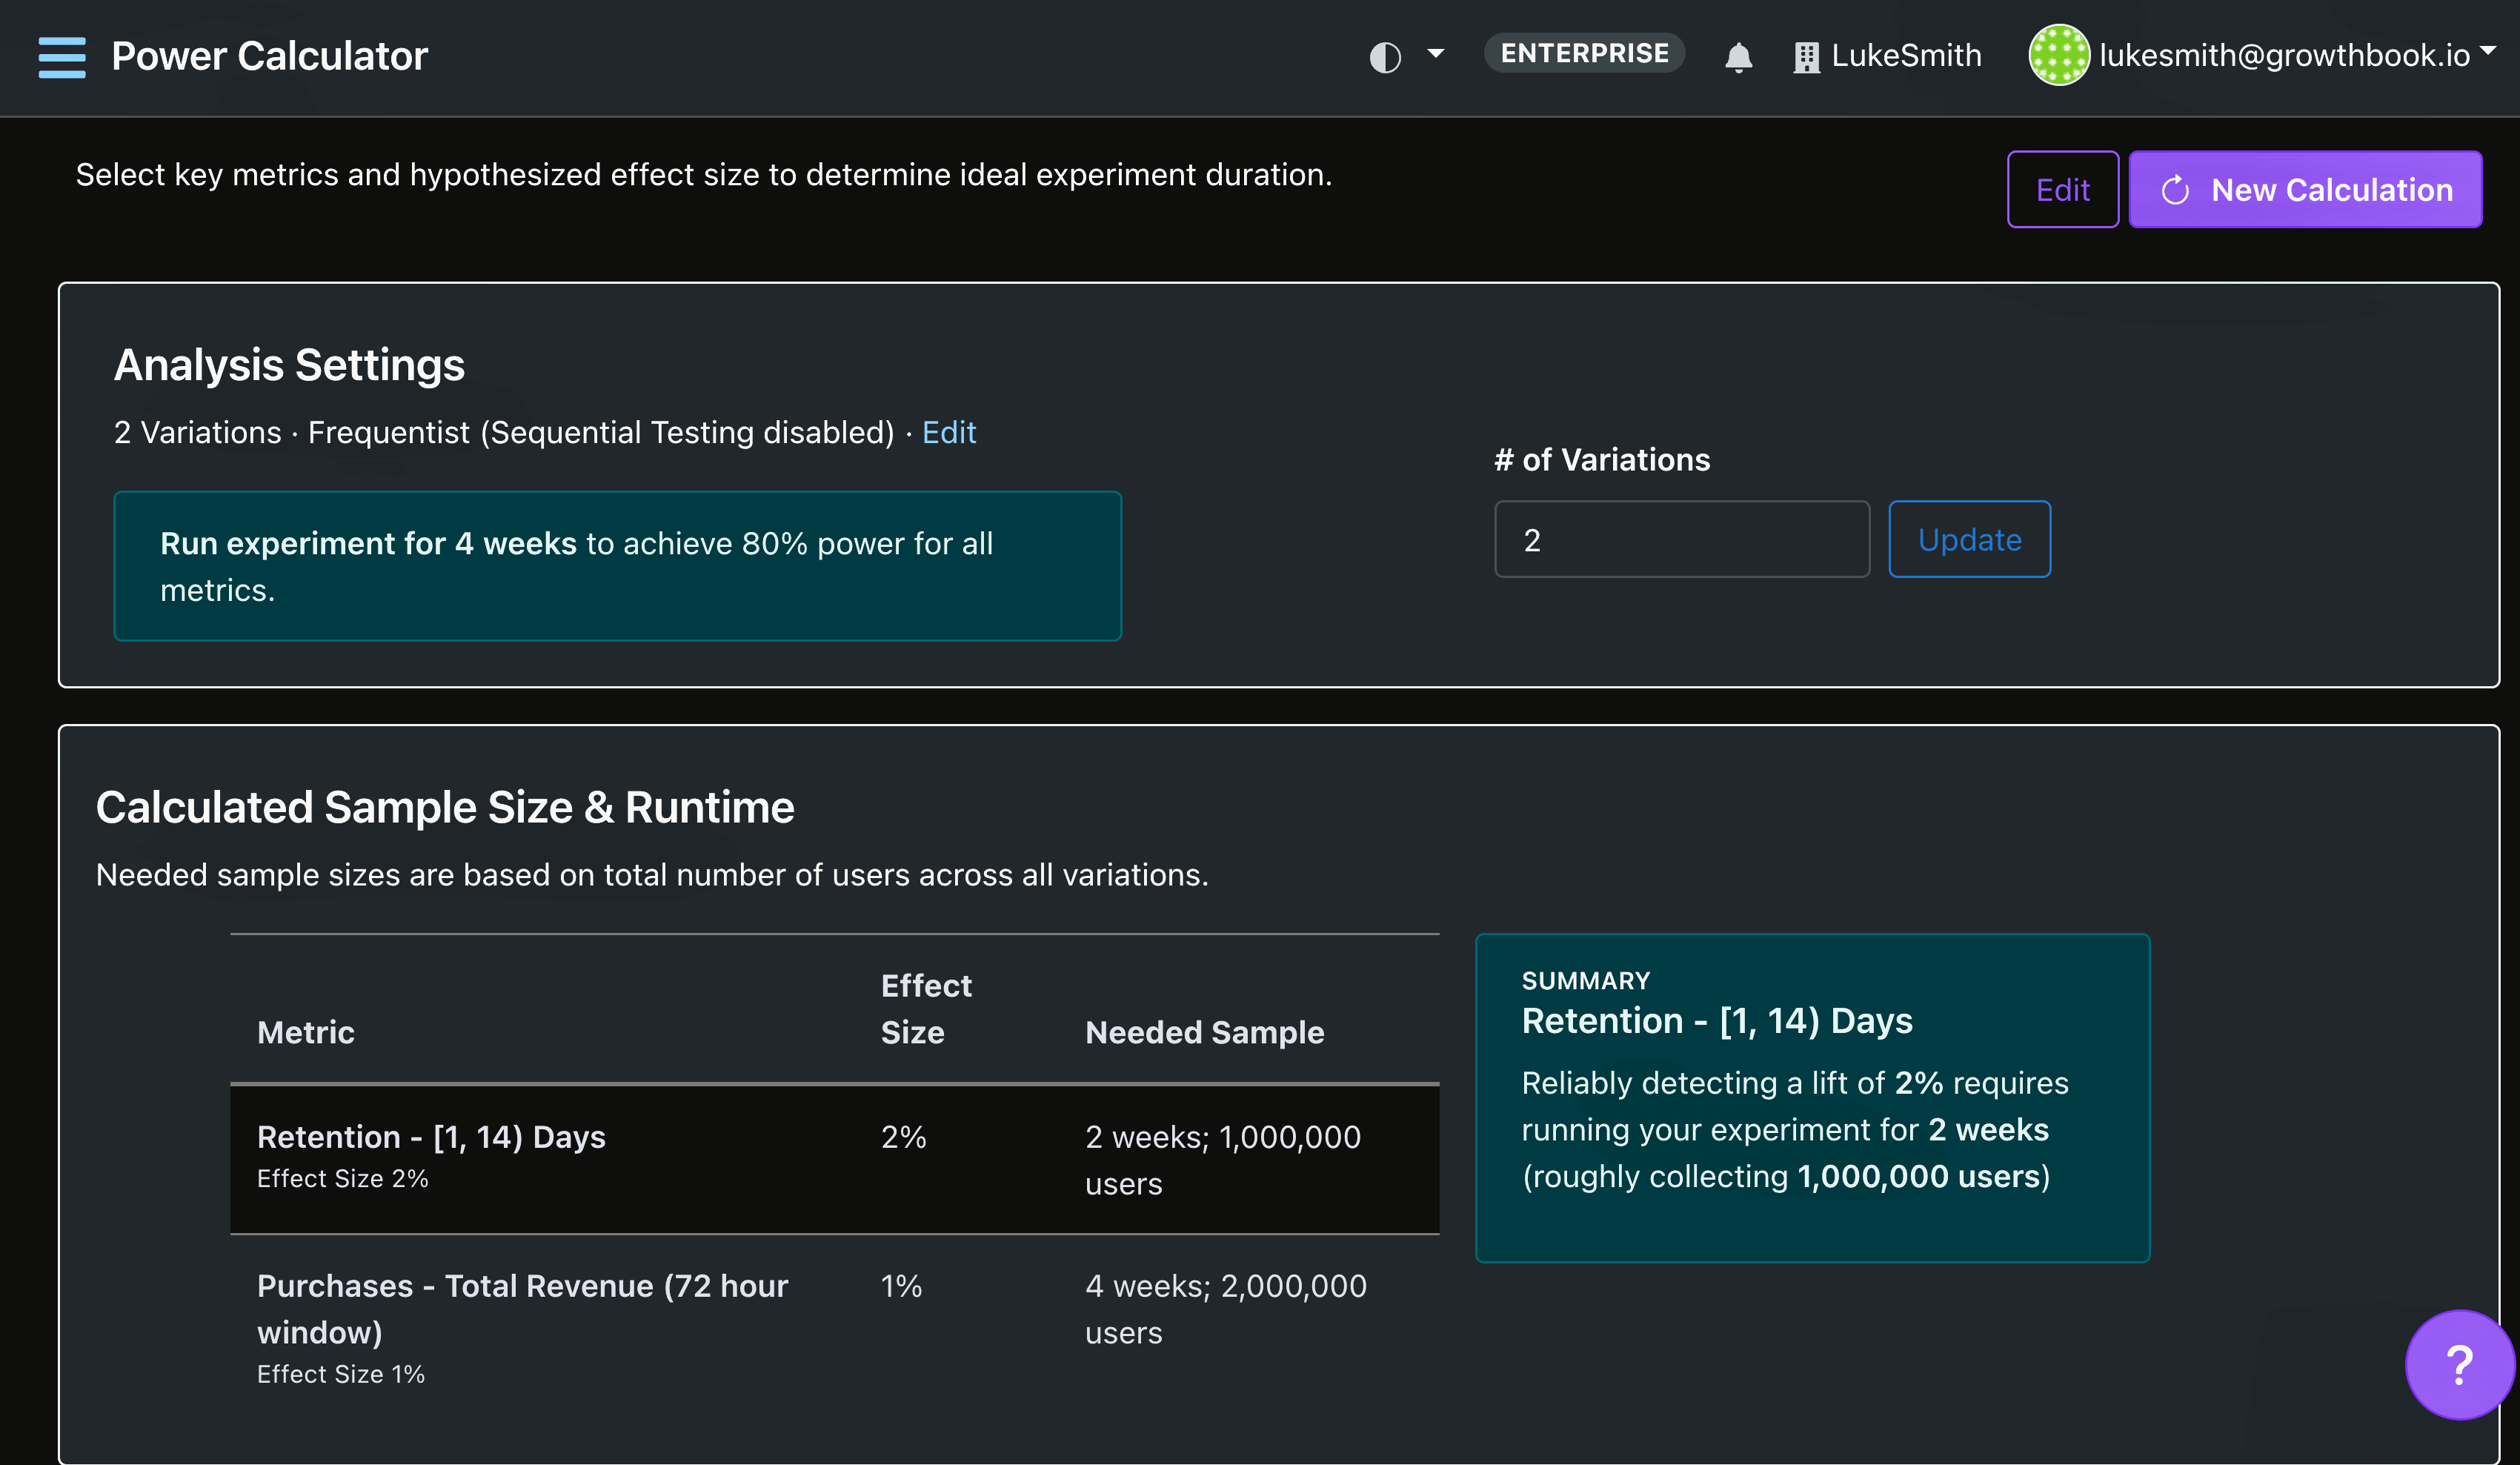 Power Calculator
ENTERPRISE
LukeSmith
lukesmith@growthbook.io
Select key metrics and hypothesized effect size to determine ideal experiment duration.
Edit
New Calculation
Analysis Settings
2 Variations · Frequentist (Sequential Testing disabled) · Edit
Run experiment for 4 weeks to achieve 80% power for all
metrics.
# of Variations
2
Update
Calculated Sample Size & Runtime
Needed sample sizes are based on total number of users across all variations.
Metric
Effect
Size
Needed Sample
Retention - [1, 14) Days
Effect Size 2%
2%
2 weeks; 1,000,000
users
Purchases - Total Revenue (72 hour
window)
Effect Size 1%
1%
4 weeks; 2,000,000
users
SUMMARY
Retention - [1, 14) Days
Reliably detecting a lift of 2% requires
running your experiment for 2 weeks
(roughly collecting 1,000,000 users)
?